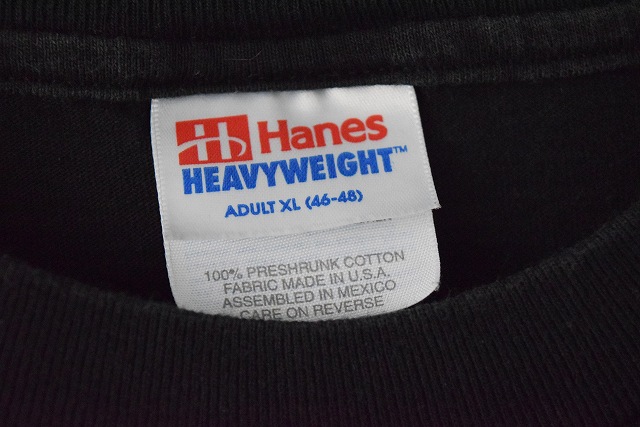 Hanes
HEAVYWEIGHT™
ADULT XL (46-48)
100% PRESHRUNK COTTON
FABRIC MADE IN U.S.A.
ASSEMBLED IN MEXICO
CARE ON REVERSE